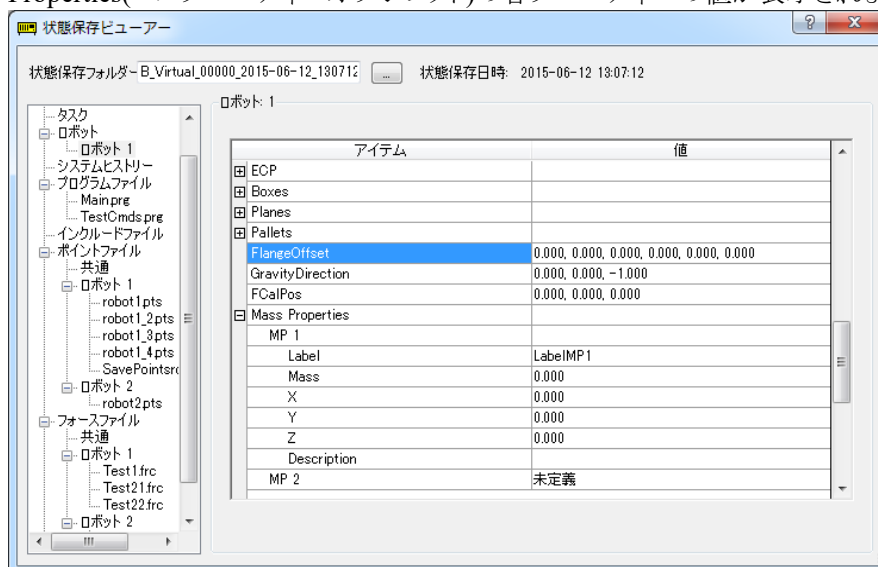 状態保存ビューアー
状態保存フォルダー B_Virtual_00000_2015-06-12_130712 ... 状態保存日時: 2015-06-12 13:07:12
タスク
ロボット
ロボット 1
システムヒストリー
プログラムファイル
Main.prg
TestCmds.prg
インクルードファイル
ポイントファイル
共通
ロボット 1
robot1.pts
robot1_2.pts
robot1_3.pts
robot1_4.pts
SavePointsr
ロボット 2
robot2.pts
フォースファイル
共通
ロボット 1
Test1.frc
Test21.frc
Test22.frc
ロボット 2
ロボット: 1
アイテム 値
ECP
Boxes
Planes
Pallets
FlangeOffset 0.000, 0.000, 0.000, 0.000, 0.000, 0.000
GravityDirection 0.000, 0.000, -1.000
FCalPos 0.000, 0.000, 0.000
Mass Properties
MP 1
Label LabelMP1
Mass 0.000
X 0.000
Y 0.000
Z 0.000
Description
MP 2 未定義